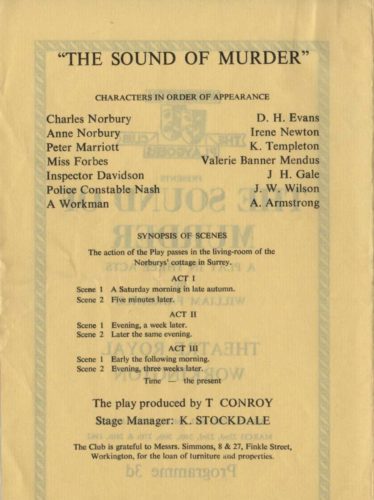 "THE SOUND OF MURDER"
CHARACTERS IN ORDER OF APPEARANCE
Charles Norbury D. H. Evans
Anne Norbury Irene Newton
Peter Marriott K. Templeton
Miss Forbes Valerie Banner Mendus
Inspector Davidson J H. Gale
Police Constable Nash J. W. Wilson
A Workman A. Armstrong
SYNOPSIS OF SCENES
The action of the Play passes in the living-room of the
Norburys' cottage in Surrey.
ACT I
Scene 1 A Saturday morning in late autumn.
Scene 2 Five minutes later.
ACT II
Scene 1 Evening, a week later.
Scene 2 Later the same evening.
ACT III
Scene 1 Early the following morning.
Scene 2 Evening, three weeks later.
Time — the present
The play produced by T CONROY
Stage Manager: K. STOCKDALE
The Club is grateful to Messrs. Simmons, 8 & 27, Finkle Street,
Workington, for the loan of turniture and properties.